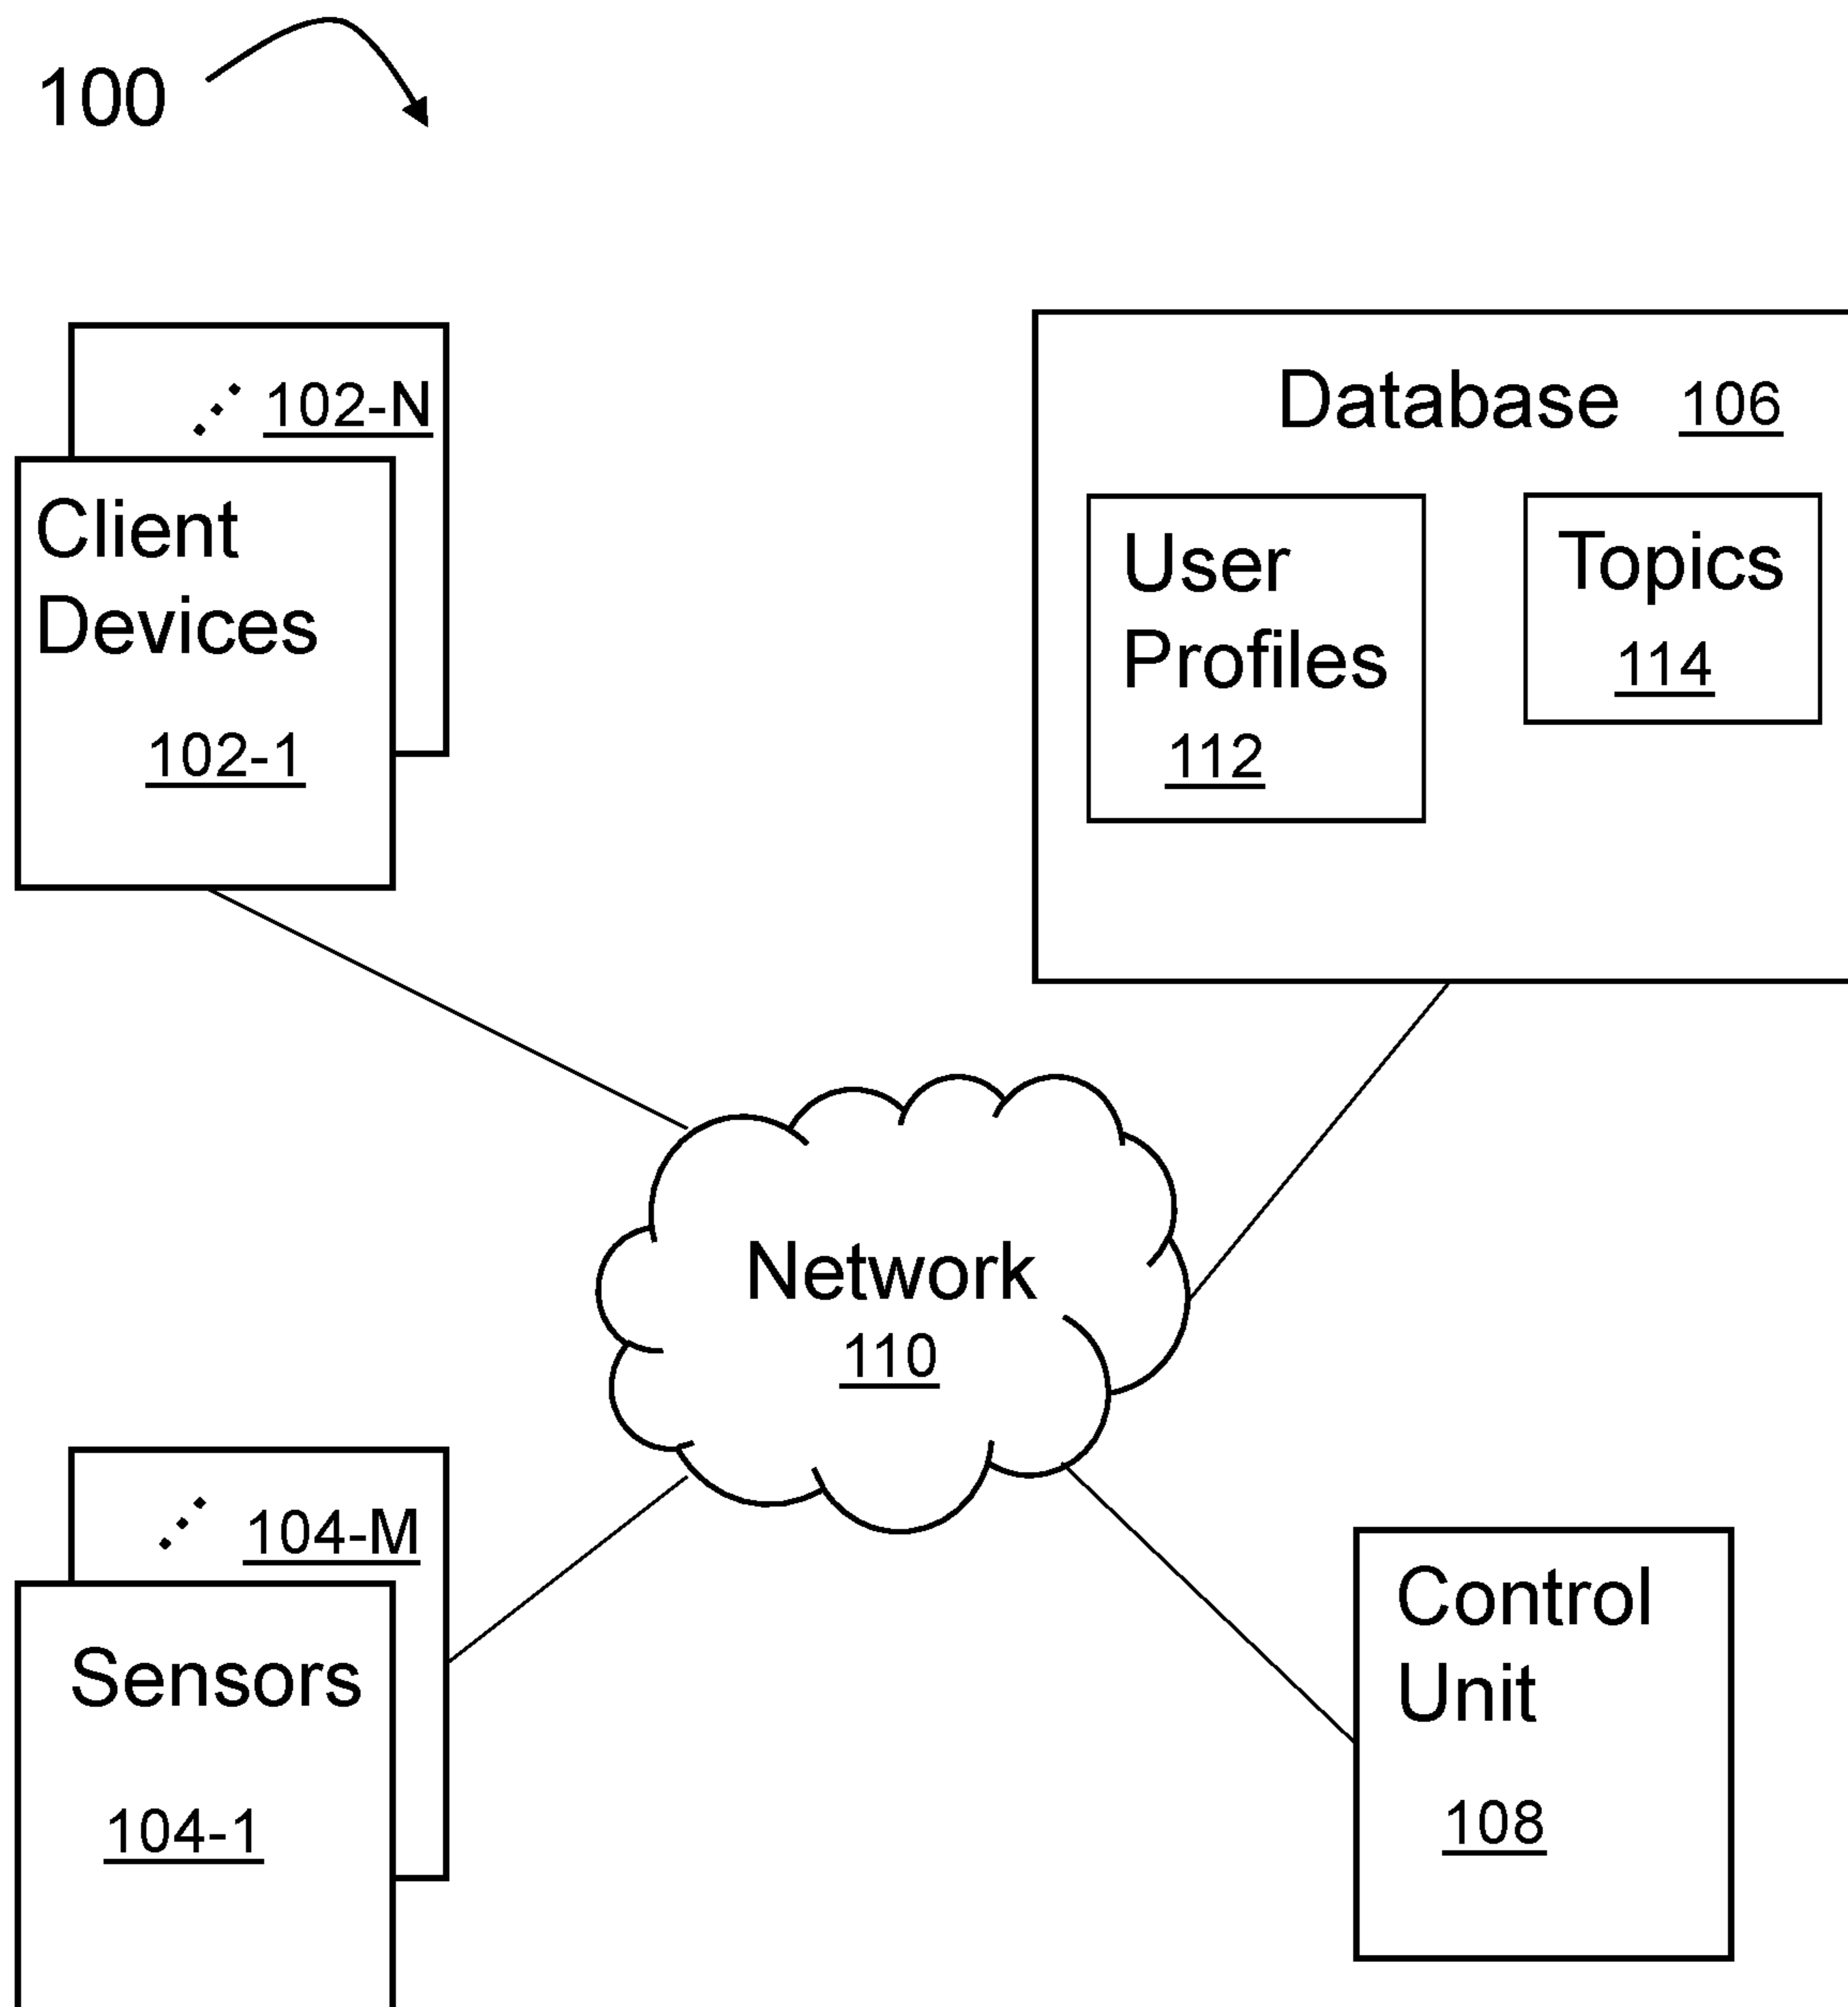 100
102-N
Client
Devices
102-1
Database 106
User
Profiles
112
Topics
114
Network
110
104-M
Sensors
104-1
Control
Unit
108